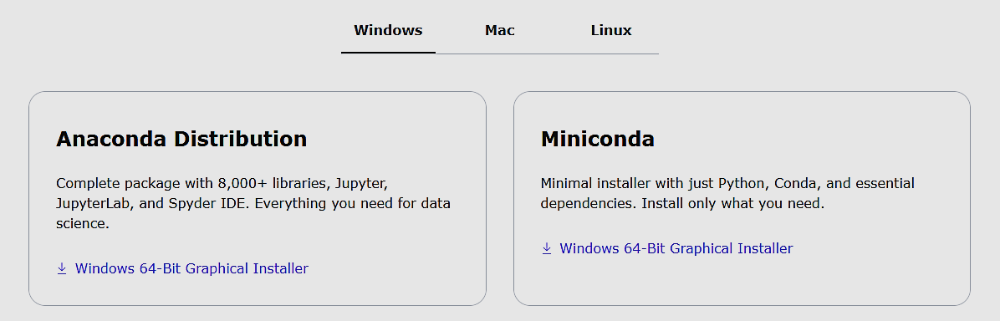 Windows Mac Linux
Anaconda Distribution
Complete package with 8,000+ libraries, Jupyter,
JupyterLab, and Spyder IDE. Everything you need for data
science.
Windows 64-Bit Graphical Installer
Miniconda
Minimal installer with just Python, Conda, and essential
dependencies. Install only what you need.
Windows 64-Bit Graphical Installer